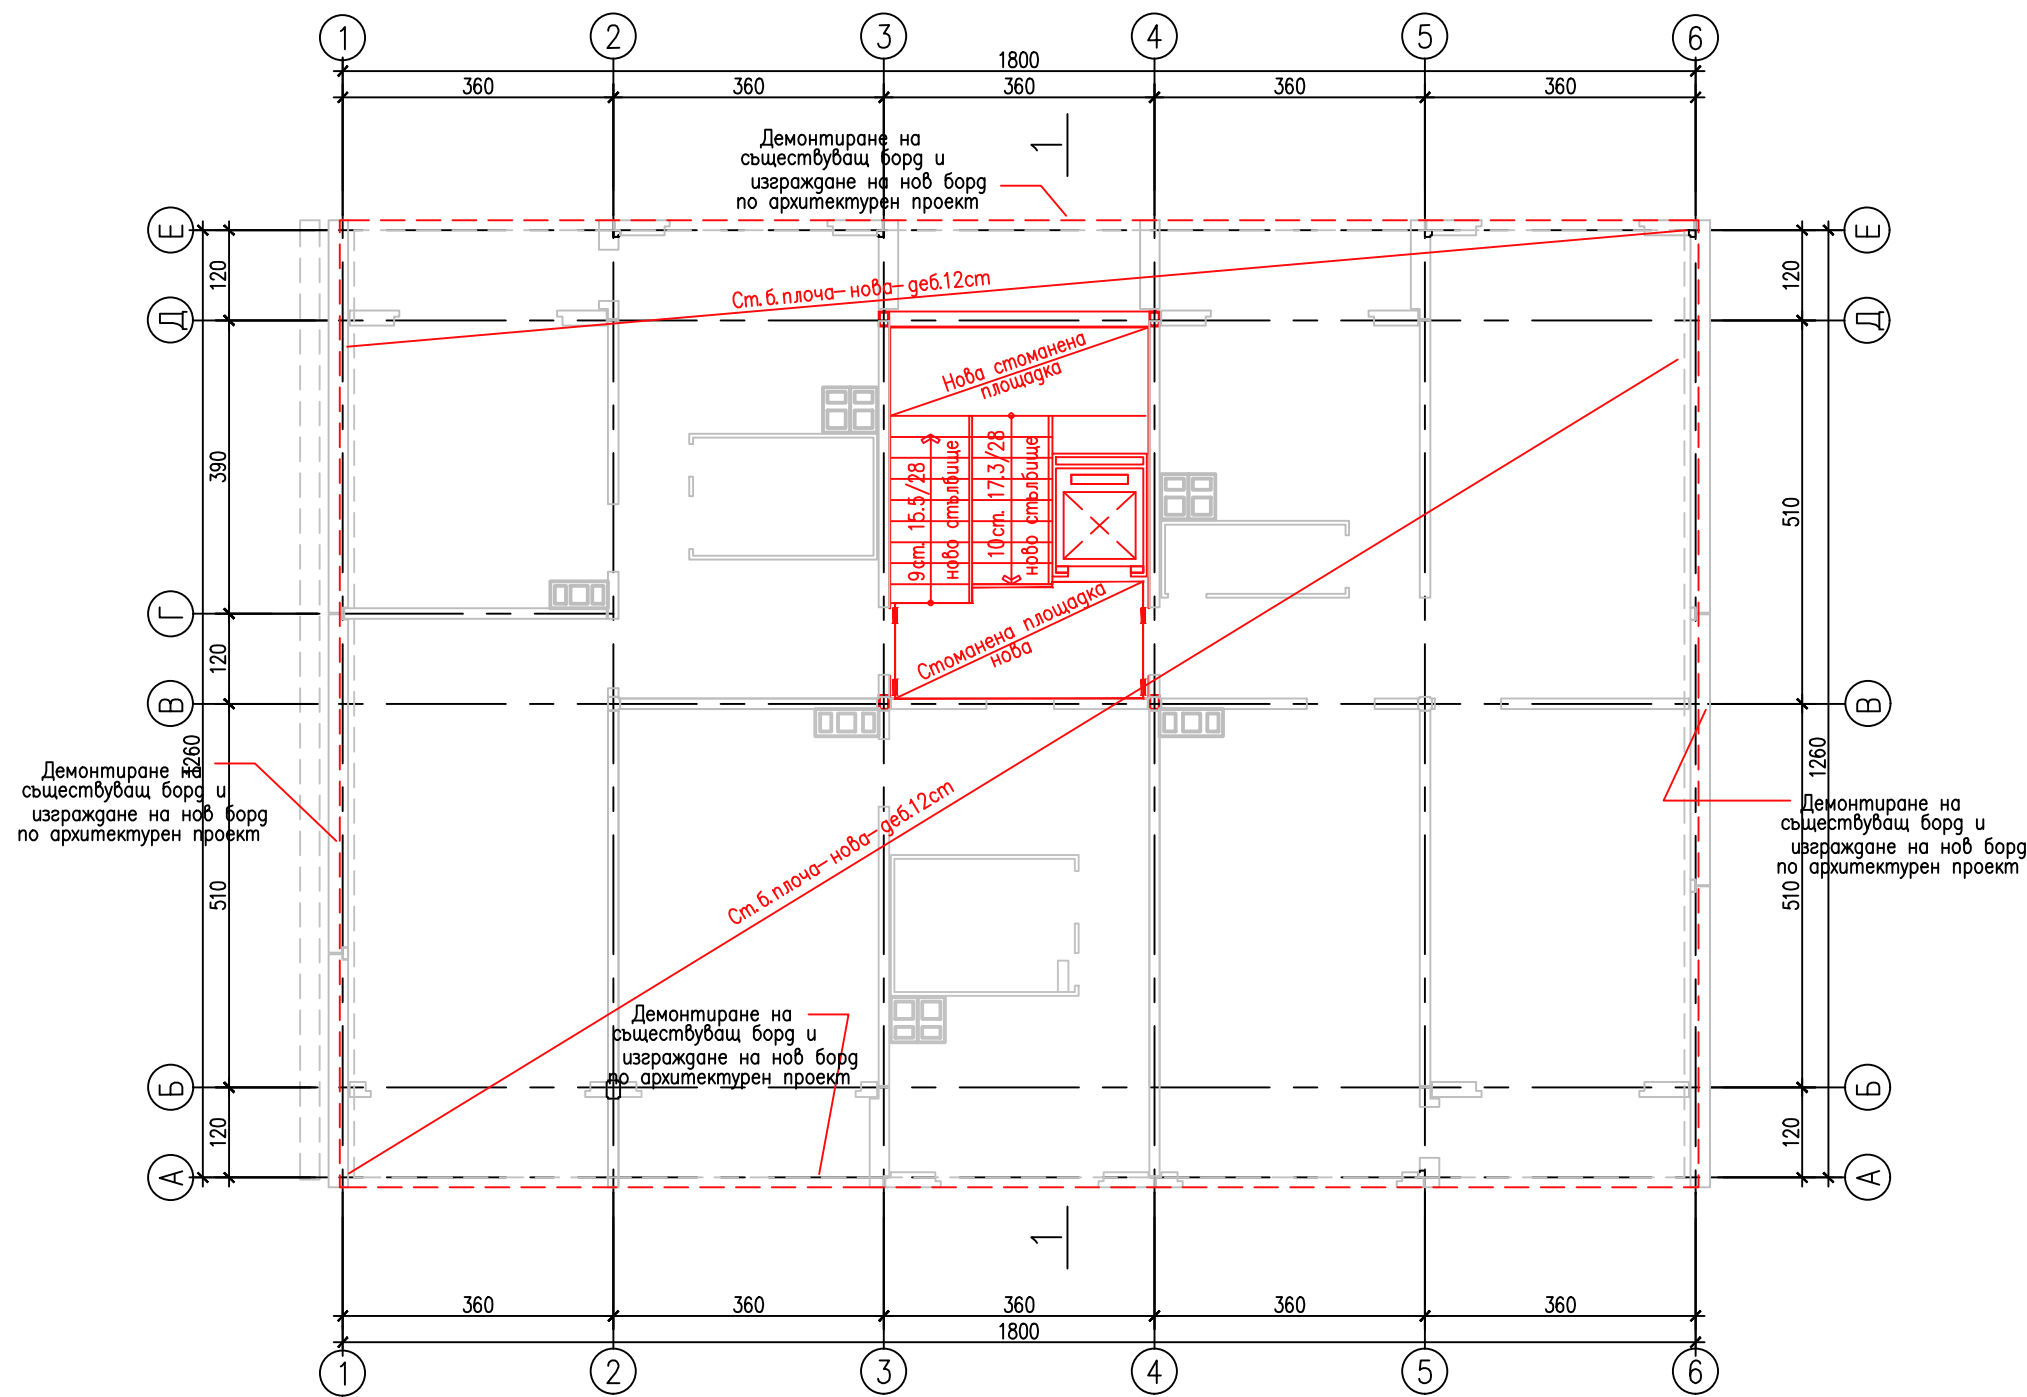 1 2 3 4 5 6
1800
360 360 360 360 360
Демонтиране на
съществуващ борд и
изграждане на нов борд
по архитектурен проект
1
Е
Е
120
120
Ст. б. плоча-нова-деб.12cm
Д
Д
Нова стоманена
площадка
390
510
9ст. 15.5/28
ново стълбище
10ст. 17.3/28
ново стълбище
Г
120
Стоманена площадка
нова
В
В
1260
1260
Демонтиране на
съществуващ борд и
изграждане на нов борд
по архитектурен проект
Демонтиране на
съществуващ борд и
изграждане на нов борд
по архитектурен проект
Ст. б. плоча-нова-деб.12cm
510
510
Демонтиране на
съществуващ борд и
изграждане на нов борд
по архитектурен проект
Б
Б
120
120
А
А
1
360 360 360 360 360
1800
1 2 3 4 5 6